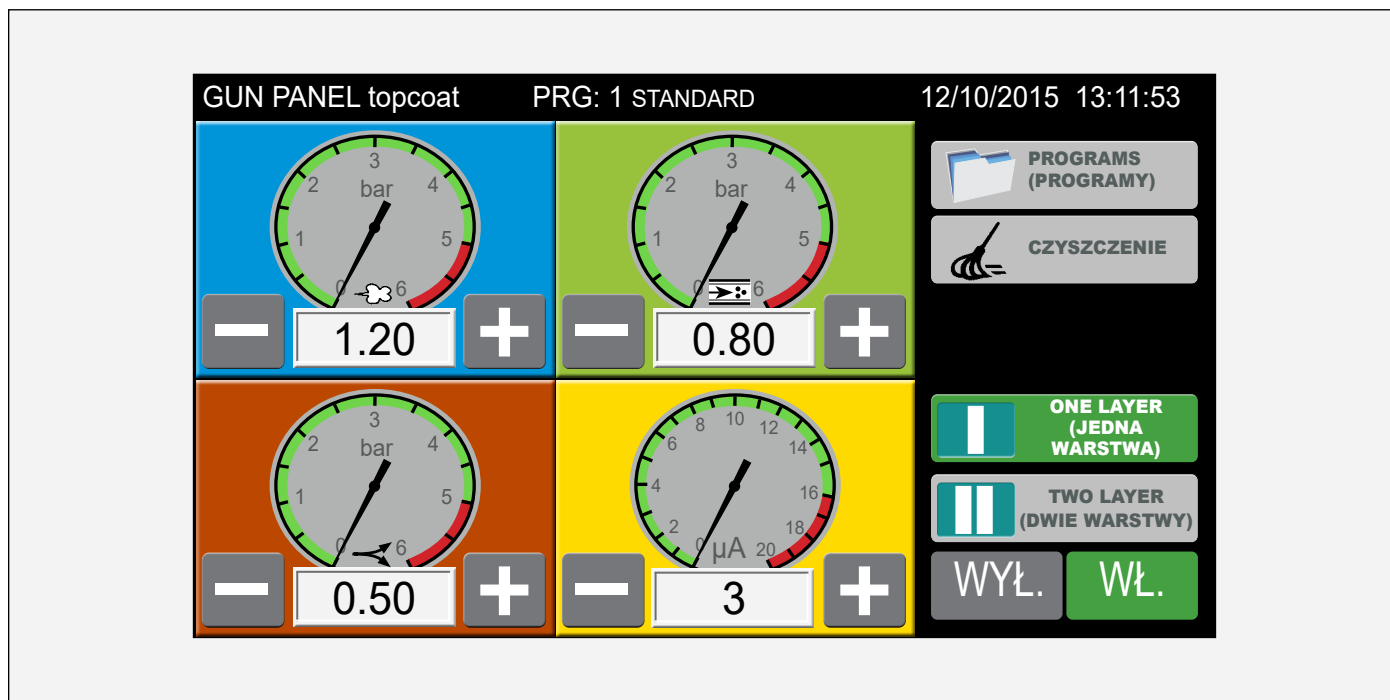 GUN PANEL topcoat PRG: 1 STANDARD 12/10/2015 13:11:53
3
2 bar 4
1 5
0 6
1.20
3
2 bar 4
1 5
0 6
0.80
PROGRAMS
(PROGRAMY)
CZYSZCZENIE
3
2 bar 4
1 5
0 6
0.50
8 10 12
6 14
4 16
2 18
0 µA 20
3
ONE LAYER
(JEDNA
WARSTWA)
TWO LAYER
(DWIE WARSTWY)
WYŁ. WŁ.